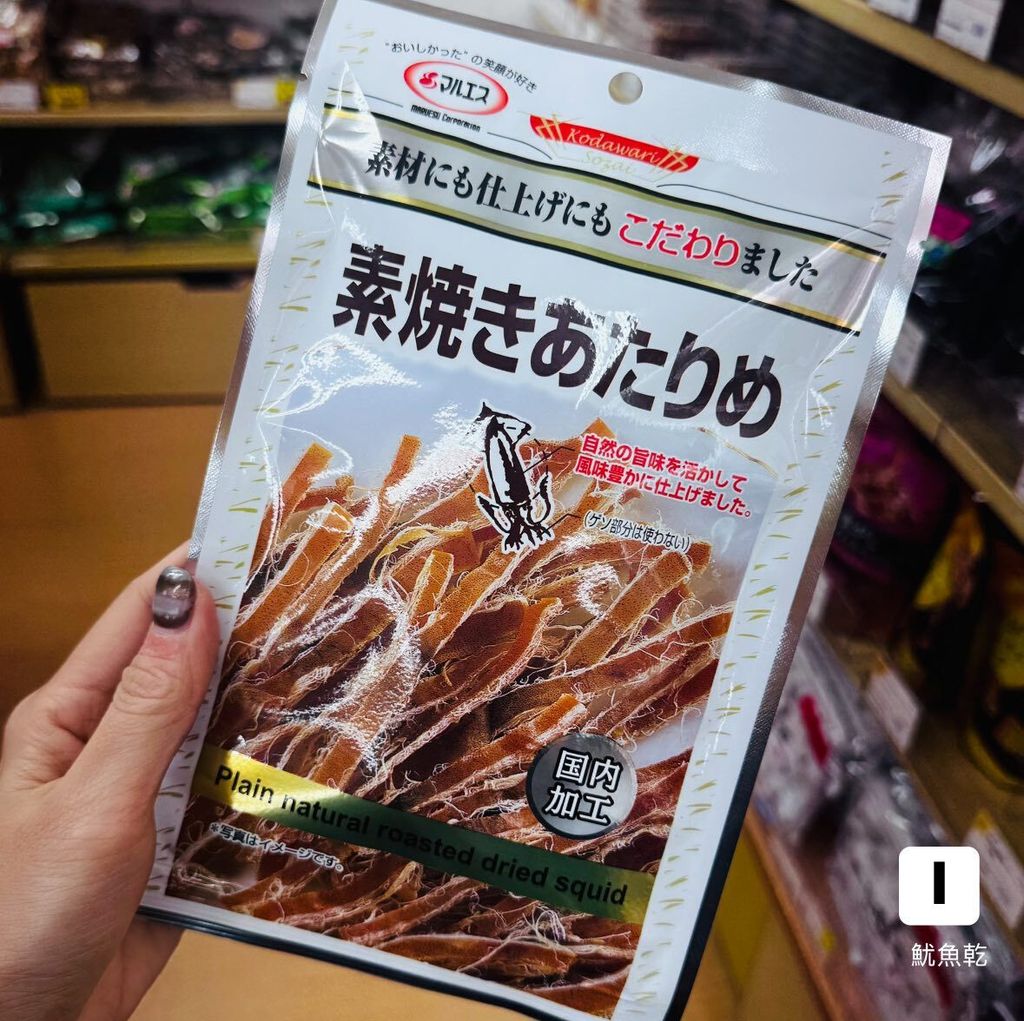 "おいしかった"の笑顔が好き
マルエス
MARUESU Corporation
Kodawari
Sozai
素材にも仕上げにもこだわりました
素焼きあたりめ
自然の旨味を活かして
風味豊かに仕上げました。
(ゲソ部分は使わない)
国内
加工
Plain natural roasted dried squid
*写真はイメージです。
I
魷魚乾